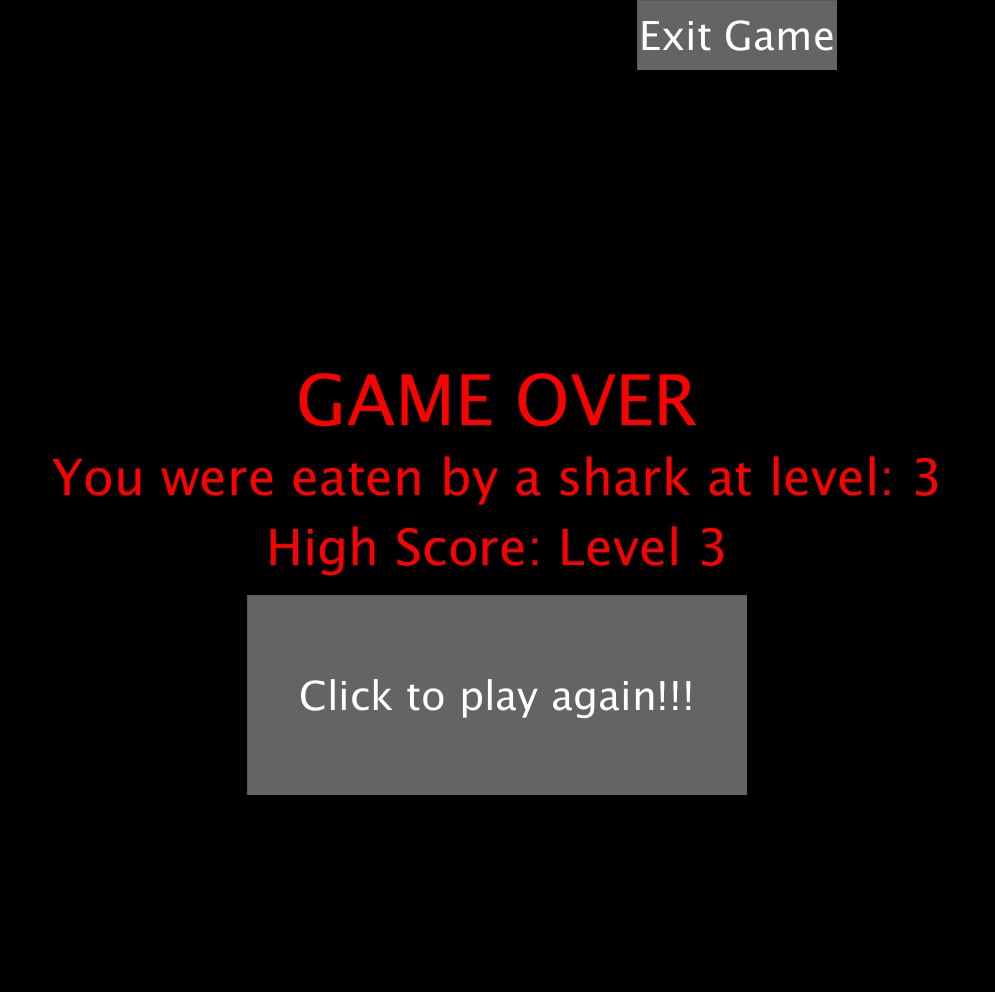 Exit Game
GAME OVER
You were eaten by a shark at level: 3
High Score: Level 3
Click to play again!!!